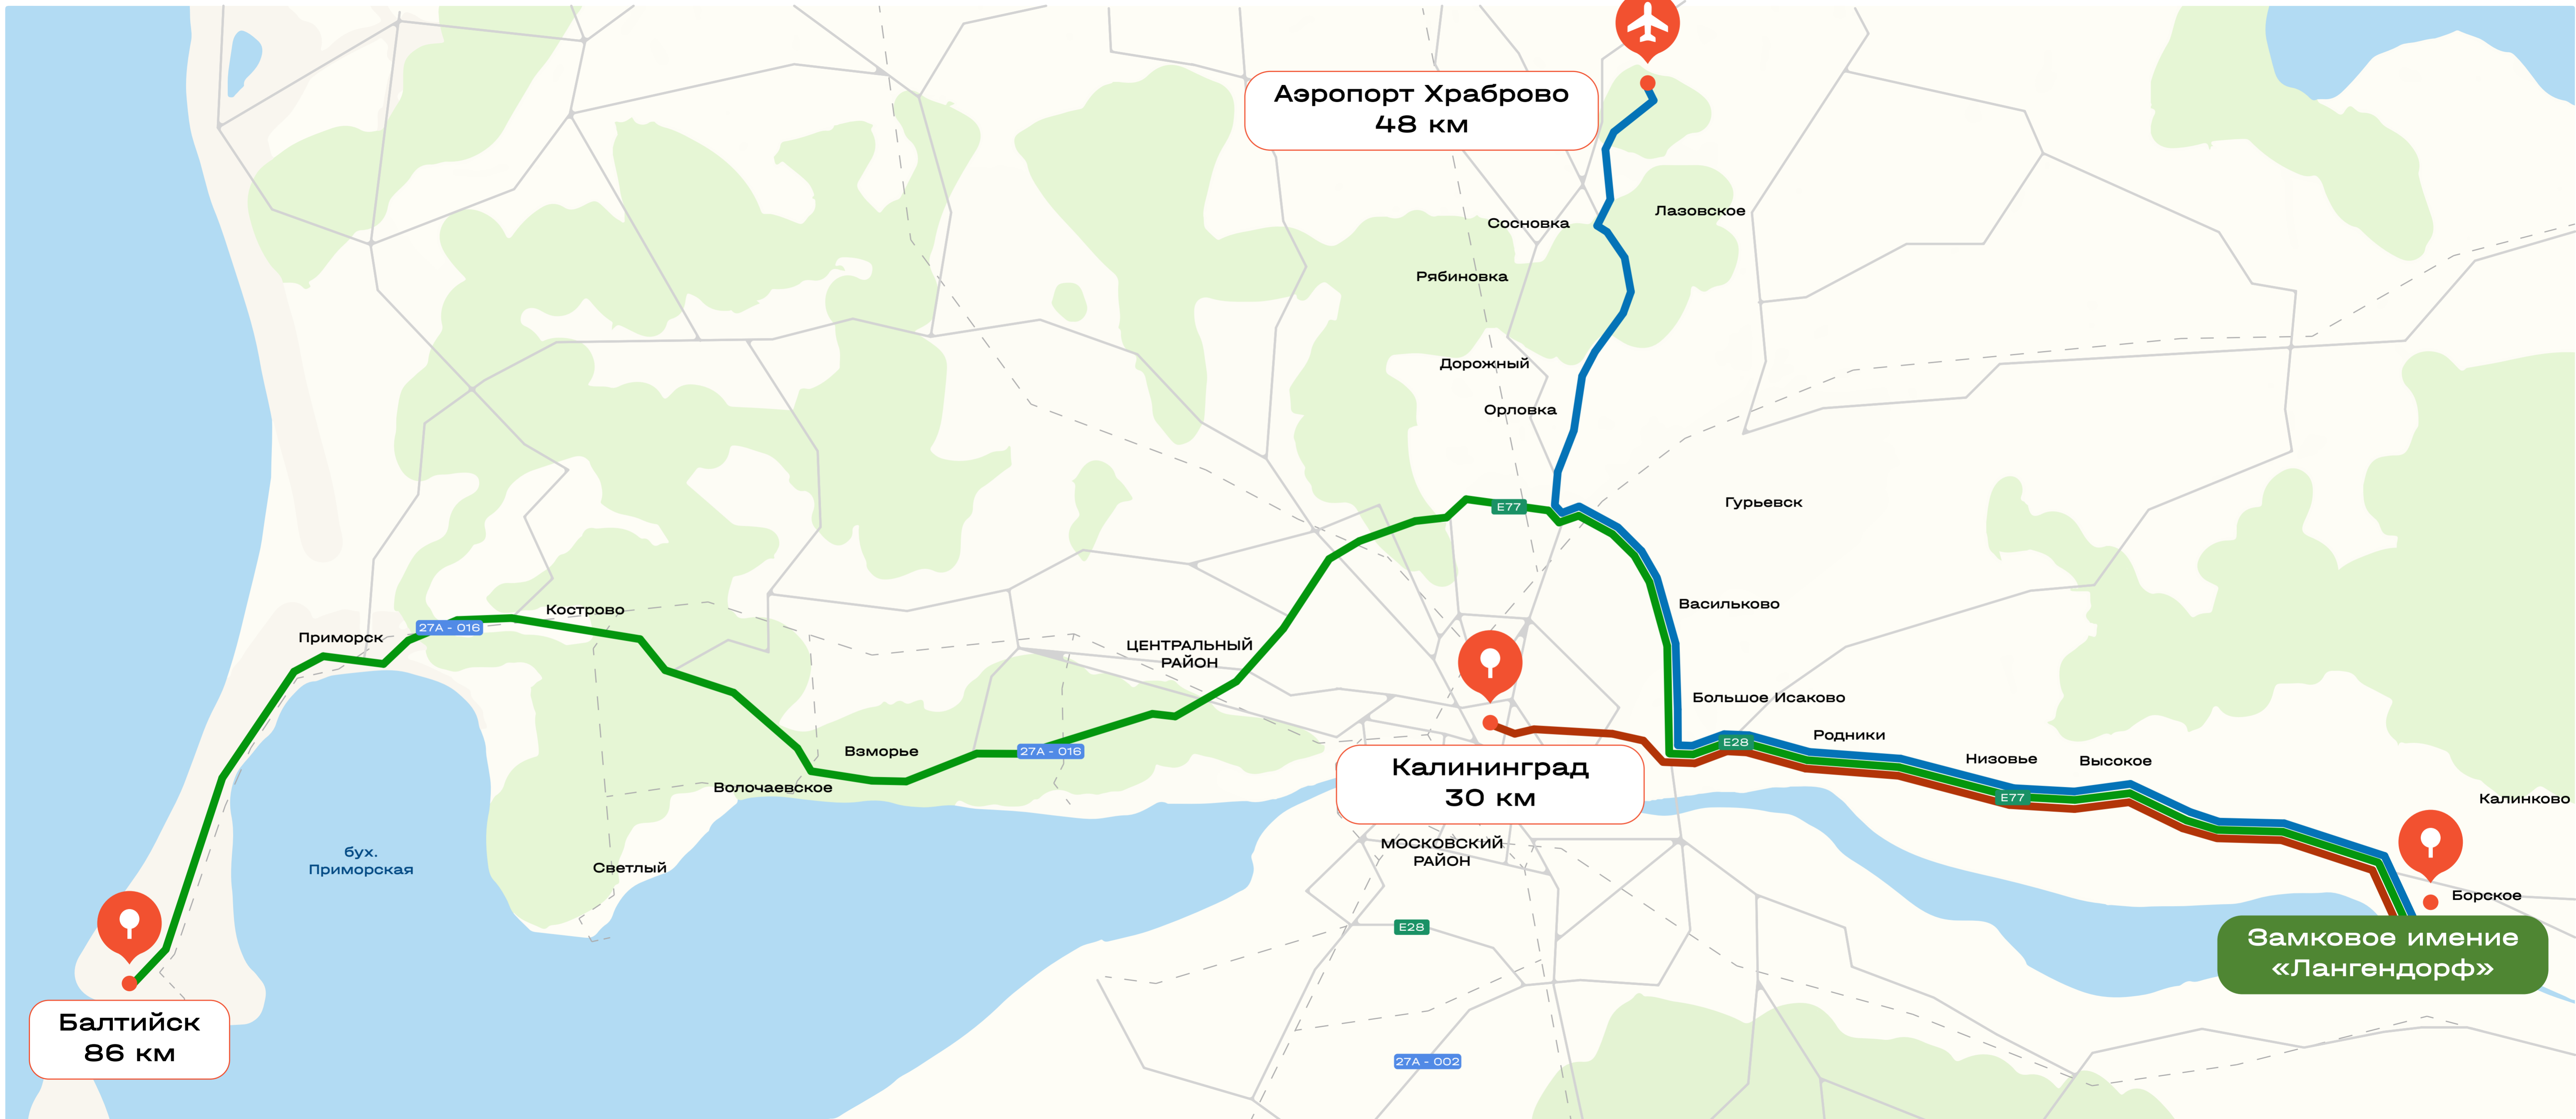 Аэропорт Храброво
48 км
Лазовское
Сосновка
Рябиновка
Дорожный
Орловка
E77
Гурьевск
Васильково
Кострово
27A - 016
Приморск
ЦЕНТРАЛЬНЫЙ
РАЙОН
Большое Исаково
Родники
E28
Взморье
27A - 016
Низовье
Высокое
Калининград
30 км
Волочаевское
E77
Калинково
МОСКОВСКИЙ
РАЙОН
бух.
Приморская
Светлый
Борское
E28
Замковое имение
«Лангендорф»
Балтийск
86 км
27A - 002